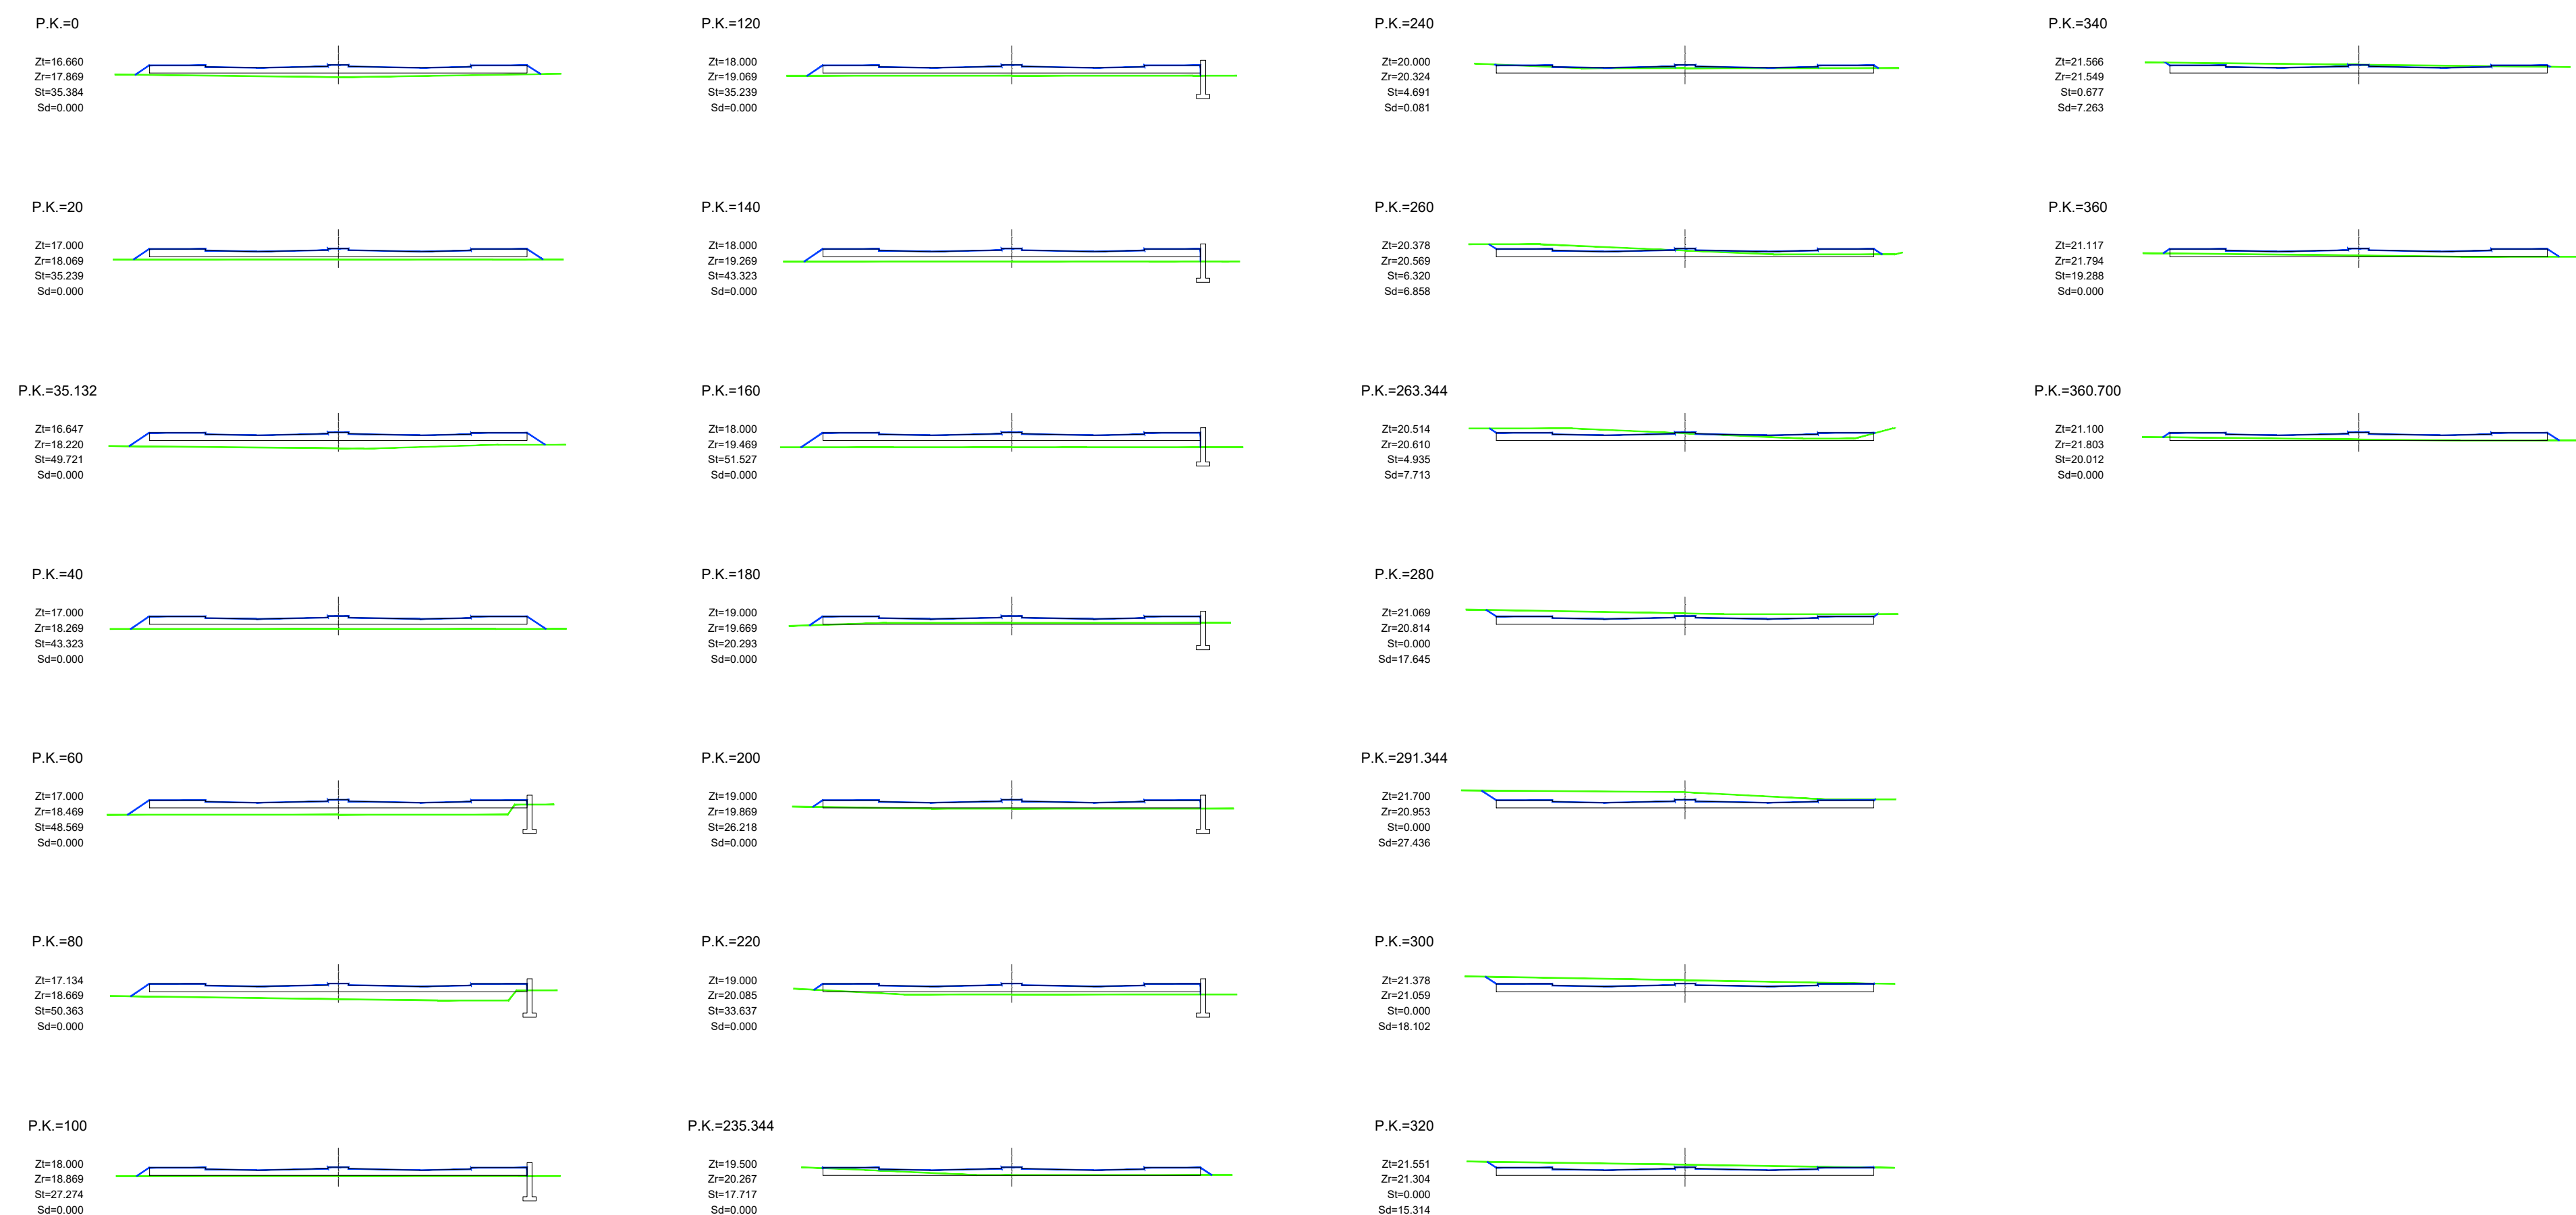 P.K.=0
Zt=16.660
Zr=17.869
St=35.384
Sd=0.000
P.K.=20
Zt=17.000
Zr=18.069
St=35.239
Sd=0.000
P.K.=35.132
Zt=16.647
Zr=18.220
St=49.721
Sd=0.000
P.K.=40
Zt=17.000
Zr=18.269
St=43.323
Sd=0.000
P.K.=60
Zt=17.000
Zr=18.469
St=48.569
Sd=0.000
P.K.=80
Zt=17.134
Zr=18.669
St=50.363
Sd=0.000
P.K.=100
Zt=18.000
Zr=18.869
St=27.274
Sd=0.000
P.K.=120
Zt=18.000
Zr=19.069
St=35.239
Sd=0.000
P.K.=140
Zt=18.000
Zr=19.269
St=43.323
Sd=0.000
P.K.=160
Zt=18.000
Zr=19.469
St=51.527
Sd=0.000
P.K.=180
Zt=19.000
Zr=19.669
St=20.293
Sd=0.000
P.K.=200
Zt=19.000
Zr=19.869
St=26.218
Sd=0.000
P.K.=220
Zt=19.000
Zr=20.085
St=33.637
Sd=0.000
P.K.=235.344
Zt=19.500
Zr=20.267
St=17.717
Sd=0.000
P.K.=240
Zt=20.000
Zr=20.324
St=4.691
Sd=0.081
P.K.=260
Zt=20.378
Zr=20.569
St=6.320
Sd=6.858
P.K.=263.344
Zt=20.514
Zr=20.610
St=4.935
Sd=7.713
P.K.=280
Zt=21.069
Zr=20.814
St=0.000
Sd=17.645
P.K.=291.344
Zt=21.700
Zr=20.953
St=0.000
Sd=27.436
P.K.=300
Zt=21.378
Zr=21.059
St=0.000
Sd=18.102
P.K.=320
Zt=21.551
Zr=21.304
St=0.000
Sd=15.314
P.K.=340
Zt=21.566
Zr=21.549
St=0.677
Sd=7.263
P.K.=360
Zt=21.117
Zr=21.794
St=19.288
Sd=0.000
P.K.=360.700
Zt=21.100
Zr=21.803
St=20.012
Sd=0.000